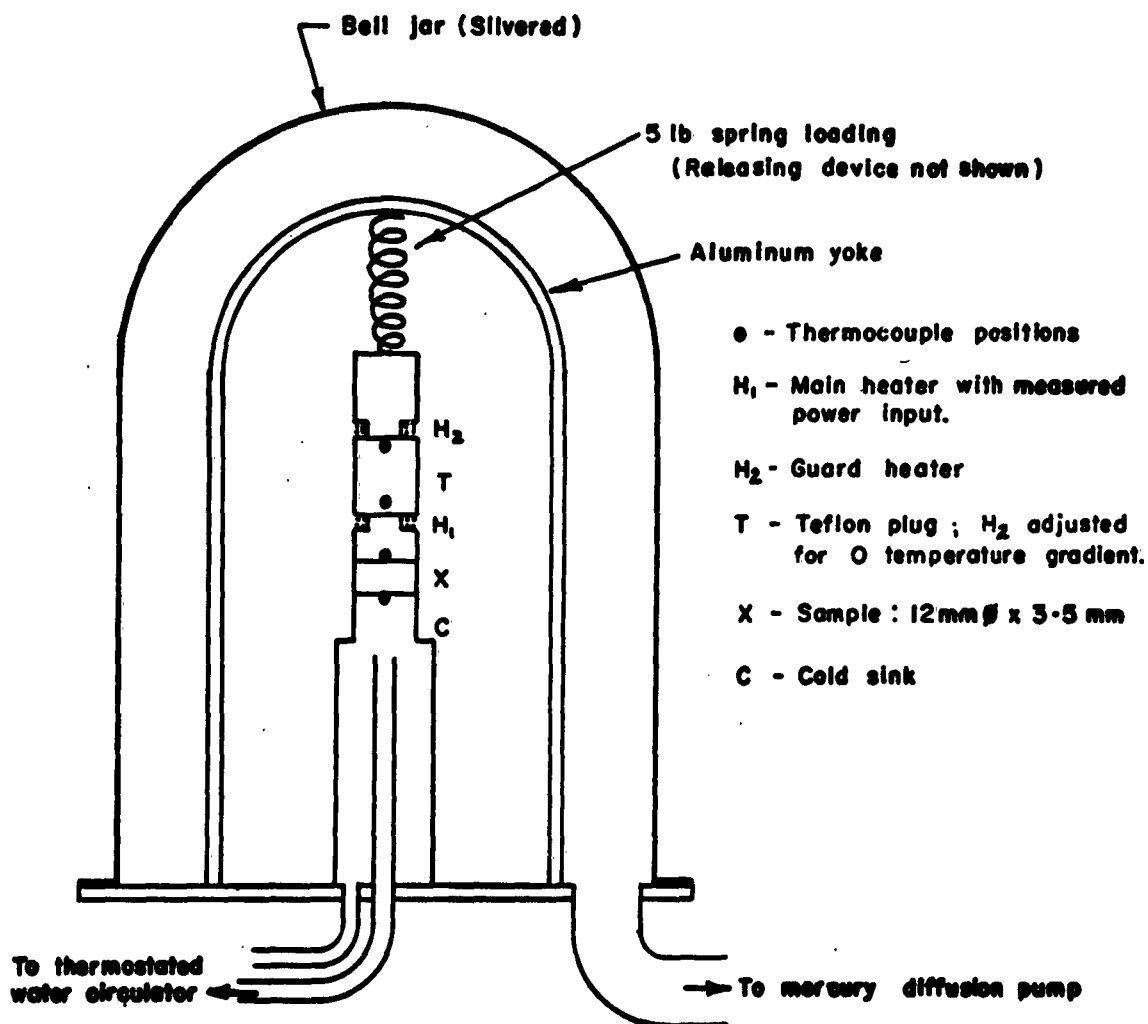 Bell jar (Silvered)
5 lb spring loading
(Releasing device not shown)
Aluminum yoke
● - Thermocouple positions
H₁ - Main heater with measured
power input.
H₂ - Guard heater
T - Teflon plug ; H₂ adjusted
for O temperature gradient.
X - Sample : 12mm ø x 3·5 mm
C - Cold sink
H₂
T
H₁
X
C
To thermostated
water circulator
To mercury diffusion pump